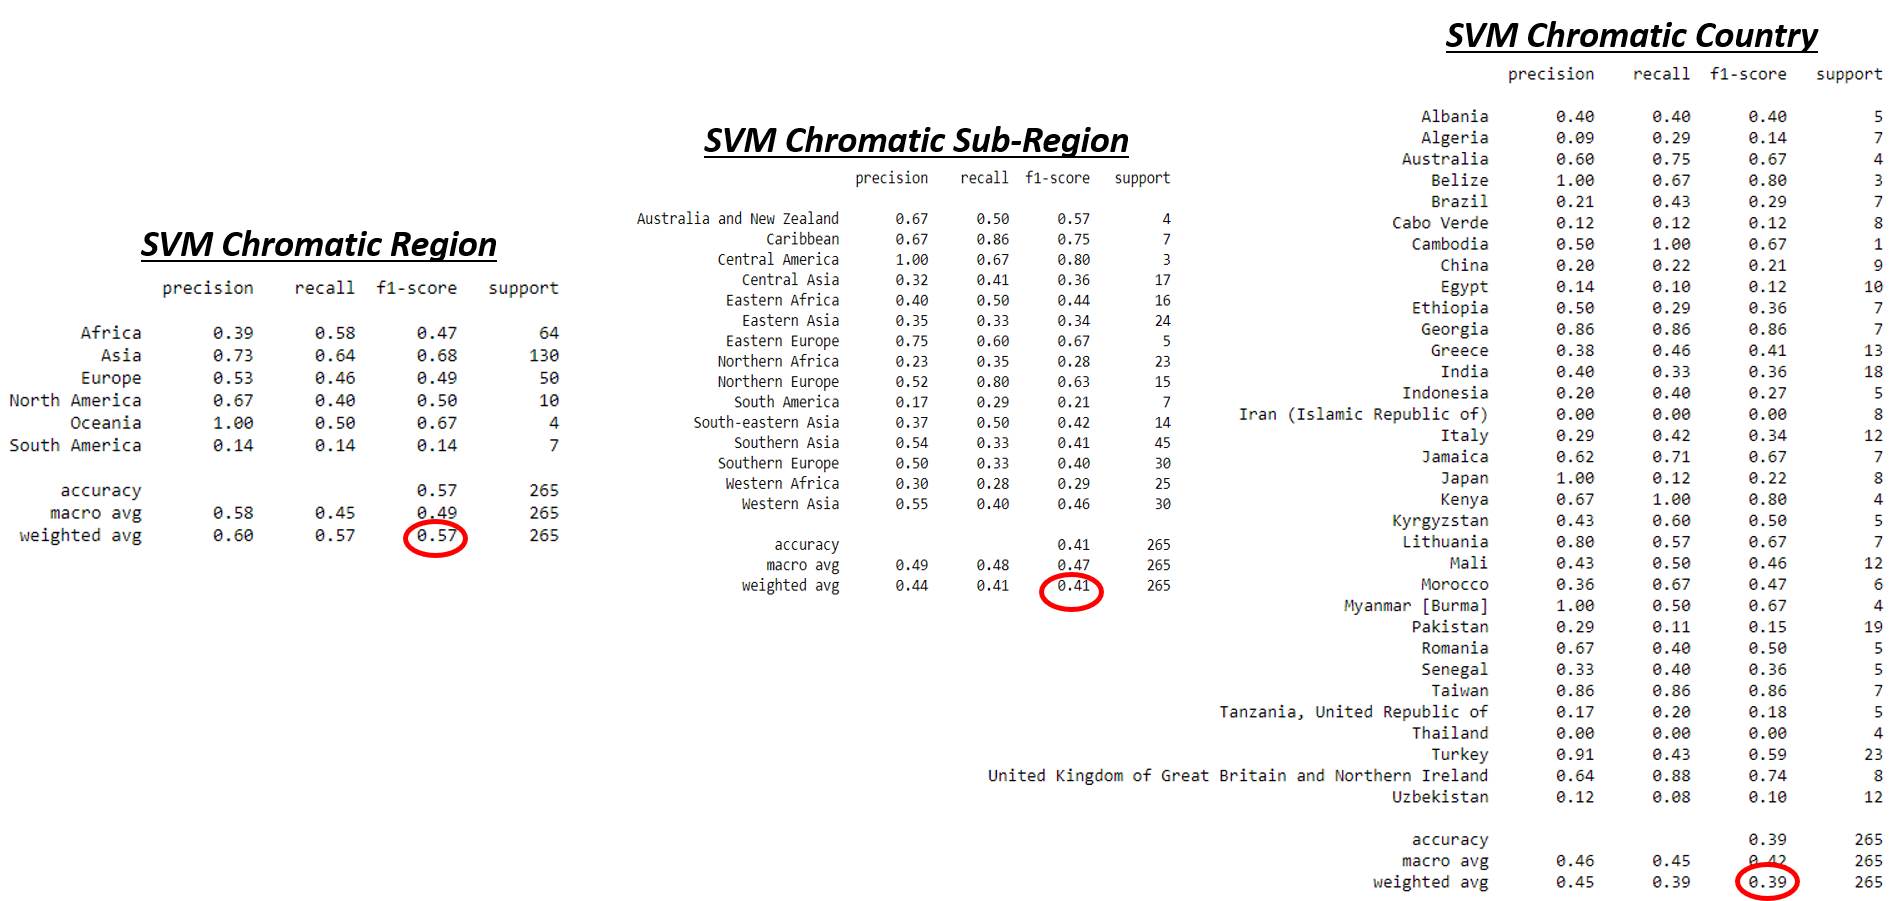 SVM Chromatic Region
precision recall f1-score support
Africa 0.39 0.58 0.47 64
Asia 0.73 0.64 0.68 130
Europe 0.53 0.46 0.49 50
North America 0.67 0.40 0.50 10
Oceania 1.00 0.50 0.67 4
South America 0.14 0.14 0.14 7
accuracy 0.57 265
macro avg 0.58 0.45 0.49 265
weighted avg 0.60 0.57 0.57 265
SVM Chromatic Sub-Region
precision recall f1-score support
Australia and New Zealand 0.67 0.50 0.57 4
Caribbean 0.67 0.86 0.75 7
Central America 1.00 0.67 0.80 3
Central Asia 0.32 0.41 0.36 17
Eastern Africa 0.40 0.50 0.44 16
Eastern Asia 0.35 0.33 0.34 24
Eastern Europe 0.75 0.60 0.67 5
Northern Africa 0.23 0.35 0.28 23
Northern Europe 0.52 0.80 0.63 15
South America 0.17 0.29 0.21 7
South-eastern Asia 0.37 0.50 0.42 14
Southern Asia 0.54 0.33 0.41 45
Southern Europe 0.50 0.33 0.40 30
Western Africa 0.30 0.28 0.29 25
Western Asia 0.55 0.40 0.46 30
accuracy 0.41 265
macro avg 0.49 0.48 0.47 265
weighted avg 0.44 0.41 0.41 265
SVM Chromatic Country
precision recall f1-score support
Albania 0.40 0.40 0.40 5
Algeria 0.09 0.29 0.14 7
Australia 0.60 0.75 0.67 4
Belize 1.00 0.67 0.80 3
Brazil 0.21 0.43 0.29 7
Cabo Verde 0.12 0.12 0.12 8
Cambodia 0.50 1.00 0.67 1
China 0.20 0.22 0.21 9
Egypt 0.14 0.10 0.12 10
Ethiopia 0.50 0.29 0.36 7
Georgia 0.86 0.86 0.86 7
Greece 0.38 0.46 0.41 13
India 0.40 0.33 0.36 18
Indonesia 0.20 0.40 0.27 5
Iran (Islamic Republic of) 0.00 0.00 0.00 8
Italy 0.29 0.42 0.34 12
Jamaica 0.62 0.71 0.67 7
Japan 1.00 0.12 0.22 8
Kenya 0.67 1.00 0.80 4
Kyrgyzstan 0.43 0.60 0.50 5
Lithuania 0.80 0.57 0.67 7
Mali 0.43 0.50 0.46 12
Morocco 0.36 0.67 0.47 6
Myanmar [Burma] 1.00 0.50 0.67 4
Pakistan 0.29 0.11 0.15 19
Romania 0.67 0.40 0.50 5
Senegal 0.33 0.40 0.36 5
Taiwan 0.86 0.86 0.86 7
Tanzania, United Republic of 0.17 0.20 0.18 5
Thailand 0.00 0.00 0.00 4
Turkey 0.91 0.43 0.59 23
United Kingdom of Great Britain and Northern Ireland 0.64 0.88 0.74 8
Uzbekistan 0.12 0.08 0.10 12
accuracy 0.39 265
macro avg 0.46 0.45 0.42 265
weighted avg 0.45 0.39 0.39 265